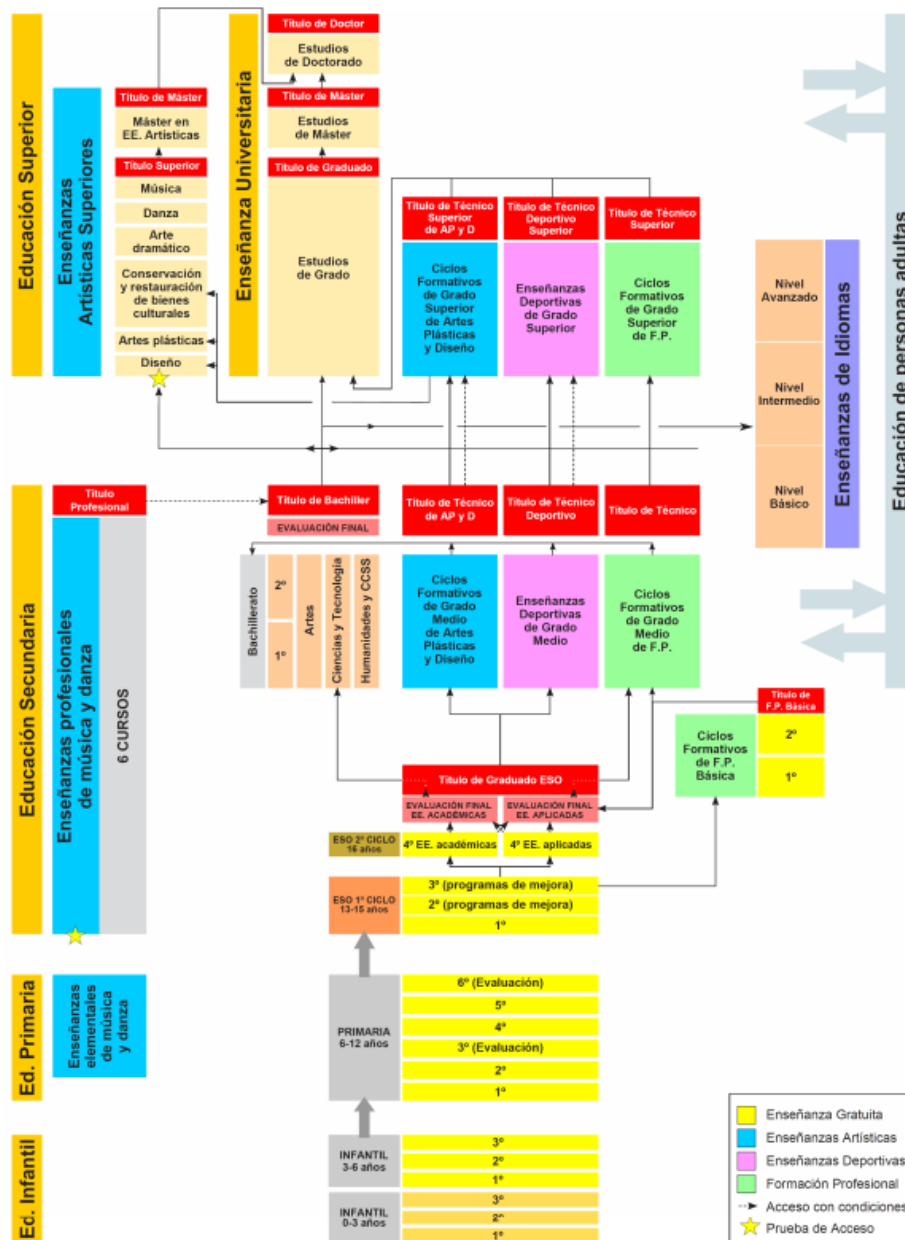 Educación Superior
Enseñanzas
Artísticas Superiores
Título de Máster
Máster en
EE. Artísticas
Título Superior
Música
Danza
Arte
dramático
Conservación
y restauración
de bienes
culturales
Artes plásticas
Diseño
Enseñanza Universitaria
Título de Doctor
Estudios
de Doctorado
Título de Máster
Estudios
de Máster
Título de Graduado
Estudios
de Grado
Título de Técnico
Superior
de AP y D
Ciclos
Formativos
de Grado
Superior
de Artes
Plásticas
y Diseño
Título de Técnico
Deportivo
Superior
Enseñanzas
Deportivas
de Grado
Superior
Título de Técnico
Superior
Ciclos
Formativos
de Grado
Superior
de F.P.
Nivel
Avanzado
Nivel
Intermedio
Nivel
Básico
Enseñanzas de Idiomas
Educación de personas adultas
Educación Secundaria
Título
Profesional
Enseñanzas profesionales
de música y danza
6 CURSOS
Título de Bachiller
EVALUACIÓN FINAL
Bachillerato
2º
1º
Artes
Ciencias y Tecnología
Humanidades y CCSS
Título de Técnico
de AP y D
Ciclos
Formativos
de Grado
Medio
de Artes
Plásticas
y Diseño
Título de Técnico
Deportivo
Enseñanzas
Deportivas
de Grado
Medio
Título de Técnico
Ciclos
Formativos
de Grado
Medio
de F.P.
Título de
F.P. Básica
Ciclos
Formativos
de F.P.
Básica
2º
1º
Título de Graduado ESO
EVALUACIÓN FINAL
EE. ACADÉMICAS
EVALUACIÓN FINAL
EE. APLICADAS
ESO 2º CICLO
16 años
4º EE. académicas
4º EE. aplicadas
ESO 1º CICLO
13-15 años
3º (programas de mejora)
2º (programas de mejora)
1º
Ed. Primaria
Enseñanzas
elementales
de música
y danza
PRIMARIA
6-12 años
6º (Evaluación)
5º
4º
3º (Evaluación)
2º
1º
Ed. Infantil
INFANTIL
3-6 años
3º
2º
1º
INFANTIL
0-3 años
3º
2º
1º
Enseñanza Gratuita
Enseñanzas Artísticas
Enseñanzas Deportivas
Formación Profesional
Acceso con condiciones
Prueba de Acceso